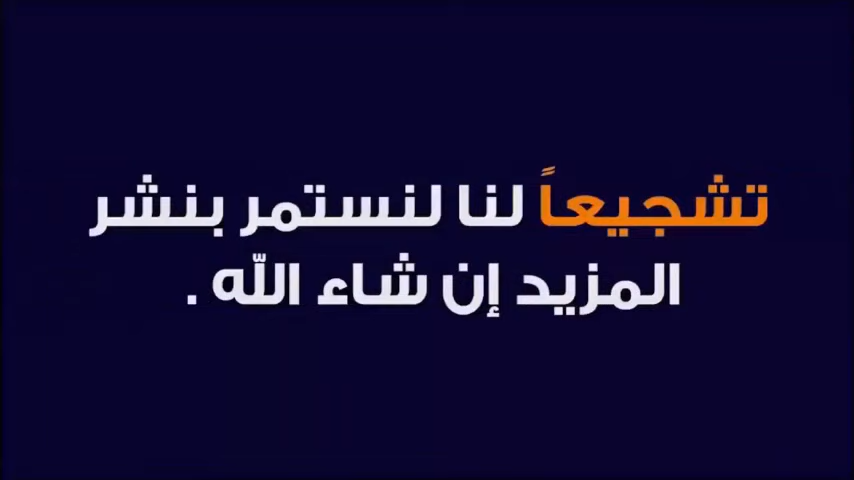 تشجيعاً لنا لنستمر بنشر
المزيد إن شاء الله .